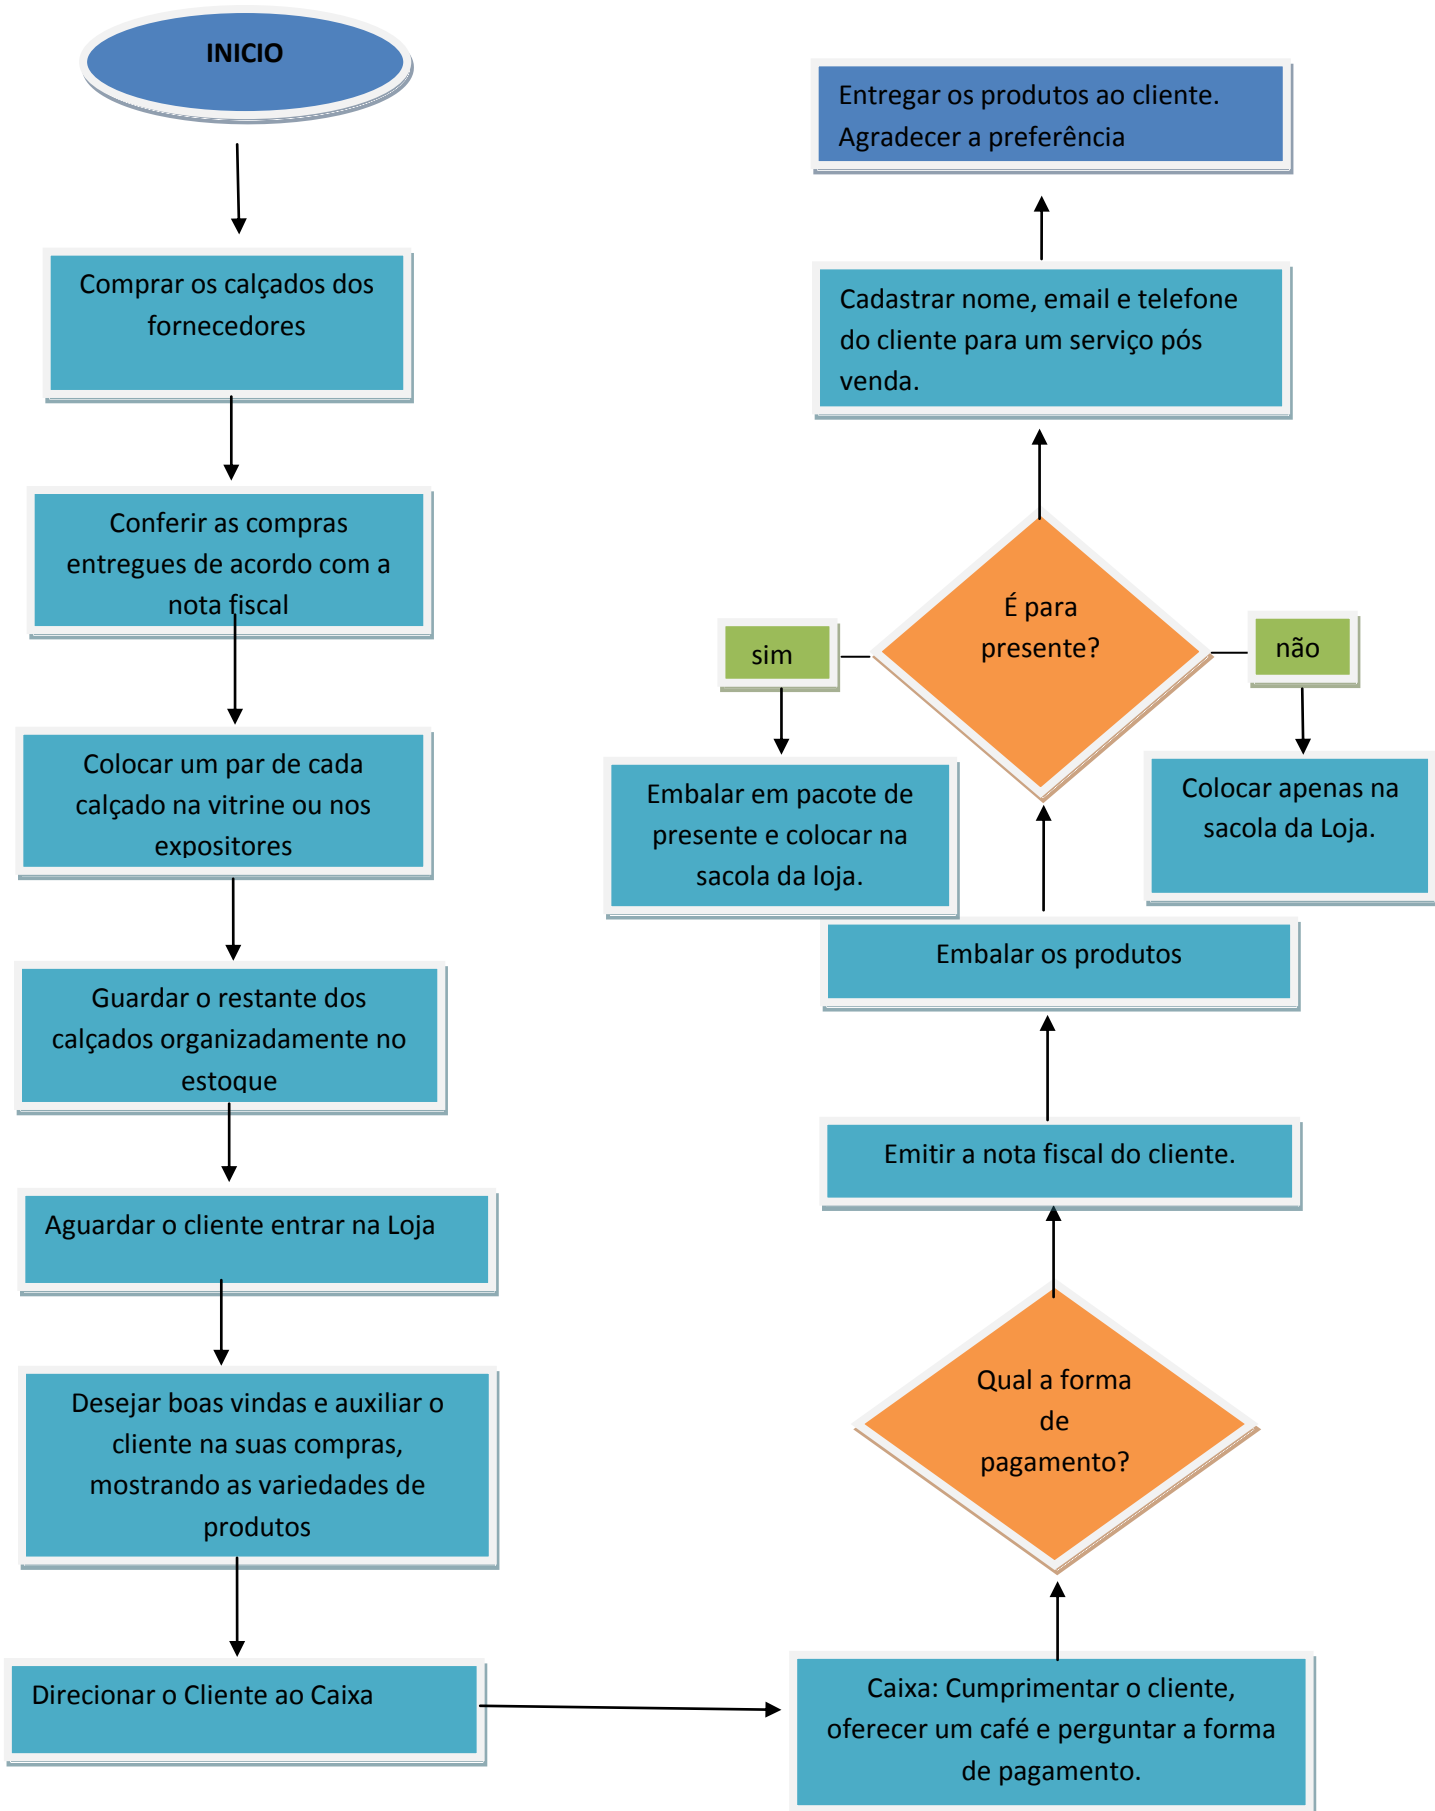 INICIO
Comprar os calçados dos
fornecedores
Conferir as compras
entregues de acordo com a
nota fiscal
Colocar um par de cada
calçado na vitrine ou nos
expositores
Guardar o restante dos
calçados organizadamente no
estoque
Aguardar o cliente entrar na Loja
Desejar boas vindas e auxiliar o
cliente na suas compras,
mostrando as variedades de
produtos
Direcionar o Cliente ao Caixa
Caixa: Cumprimentar o cliente,
oferecer um café e perguntar a forma
de pagamento.
Qual a forma
de
pagamento?
Emitir a nota fiscal do cliente.
Embalar os produtos
É para
presente?
sim
Embalar em pacote de
presente e colocar na
sacola da loja.
não
Colocar apenas na
sacola da Loja.
Cadastrar nome, email e telefone
do cliente para um serviço pós
venda.
Entregar os produtos ao cliente.
Agradecer a preferência